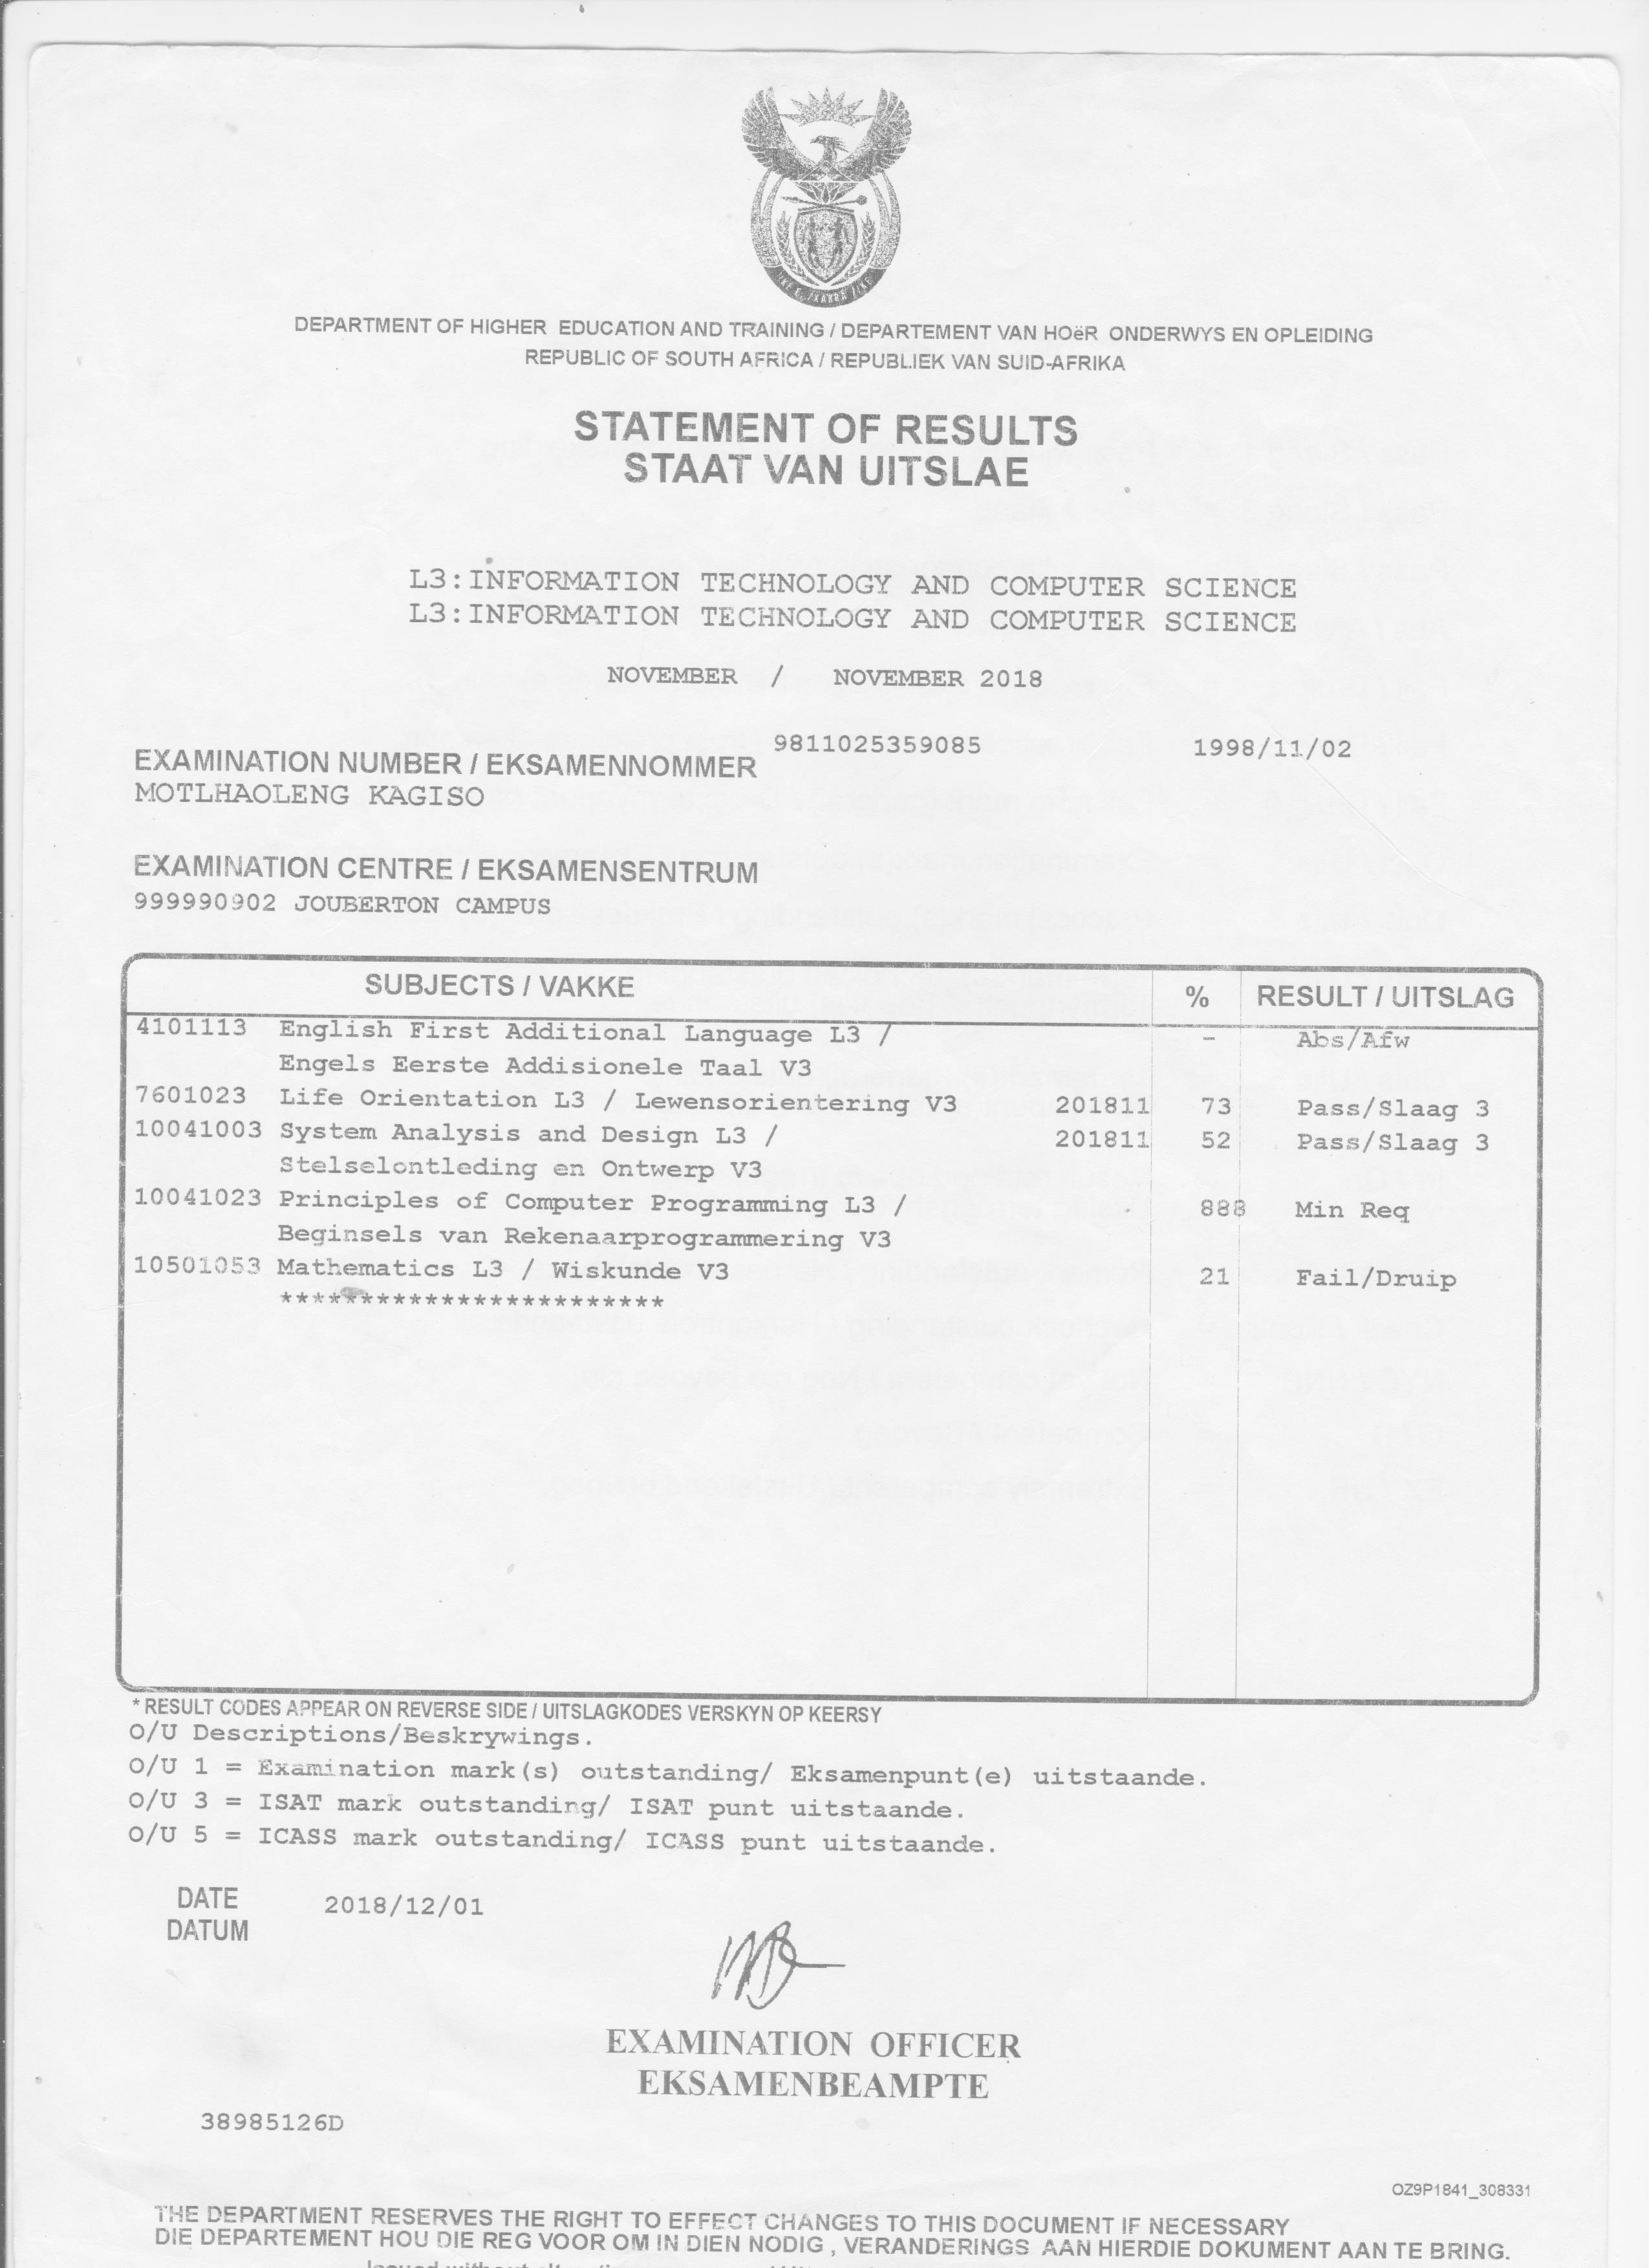 DEPARTMENT OF HIGHER EDUCATION AND TRAINING / DEPARTEMENT VAN HOëR ONDERWYS EN OPLEIDING
REPUBLIC OF SOUTH AFRICA / REPUBLIEK VAN SUID-AFRIKA
STATEMENT OF RESULTS
STAAT VAN UITSLAE
L3:INFORMATION TECHNOLOGY AND COMPUTER SCIENCE
L3:INFORMATION TECHNOLOGY AND COMPUTER SCIENCE
NOVEMBER / NOVEMBER 2018
EXAMINATION NUMBER / EKSAMENNOMMER 9811025359085 1998/11/02
MOTLHAOLENG KAGISO
EXAMINATION CENTRE / EKSAMENSENTRUM
999990902 JOUBERTON CAMPUS
SUBJECTS / VAKKE % RESULT / UITSLAG
4101113 English First Additional Language L3 / - Abs/Afw
Engels Eerste Addisionele Taal V3
7601023 Life Orientation L3 / Lewensorientering V3 201811 73 Pass/Slaag 3
10041003 System Analysis and Design L3 / 201811 52 Pass/Slaag 3
Stelselontleding en Ontwerp V3
10041023 Principles of Computer Programming L3 / 888 Min Req
Beginsels van Rekenaarprogrammering V3
10501053 Mathematics L3 / Wiskunde V3 21 Fail/Druip
************************
* RESULT CODES APPEAR ON REVERSE SIDE / UITSLAGKODES VERSKYN OP KEERSY
O/U Descriptions/Beskrywings.
O/U 1 = Examination mark(s) outstanding/ Eksamenpunt(e) uitstaande.
O/U 3 = ISAT mark outstanding/ ISAT punt uitstaande.
O/U 5 = ICASS mark outstanding/ ICASS punt uitstaande.
DATE 2018/12/01
DATUM
EXAMINATION OFFICER
EKSAMENBEAMPTE
38985126D
OZ9P1841_308331
THE DEPARTMENT RESERVES THE RIGHT TO EFFECT CHANGES TO THIS DOCUMENT IF NECESSARY
DIE DEPARTEMENT HOU DIE REG VOOR OM IN DIEN NODIG , VERANDERINGS AAN HIERDIE DOKUMENT AAN TE BRING.